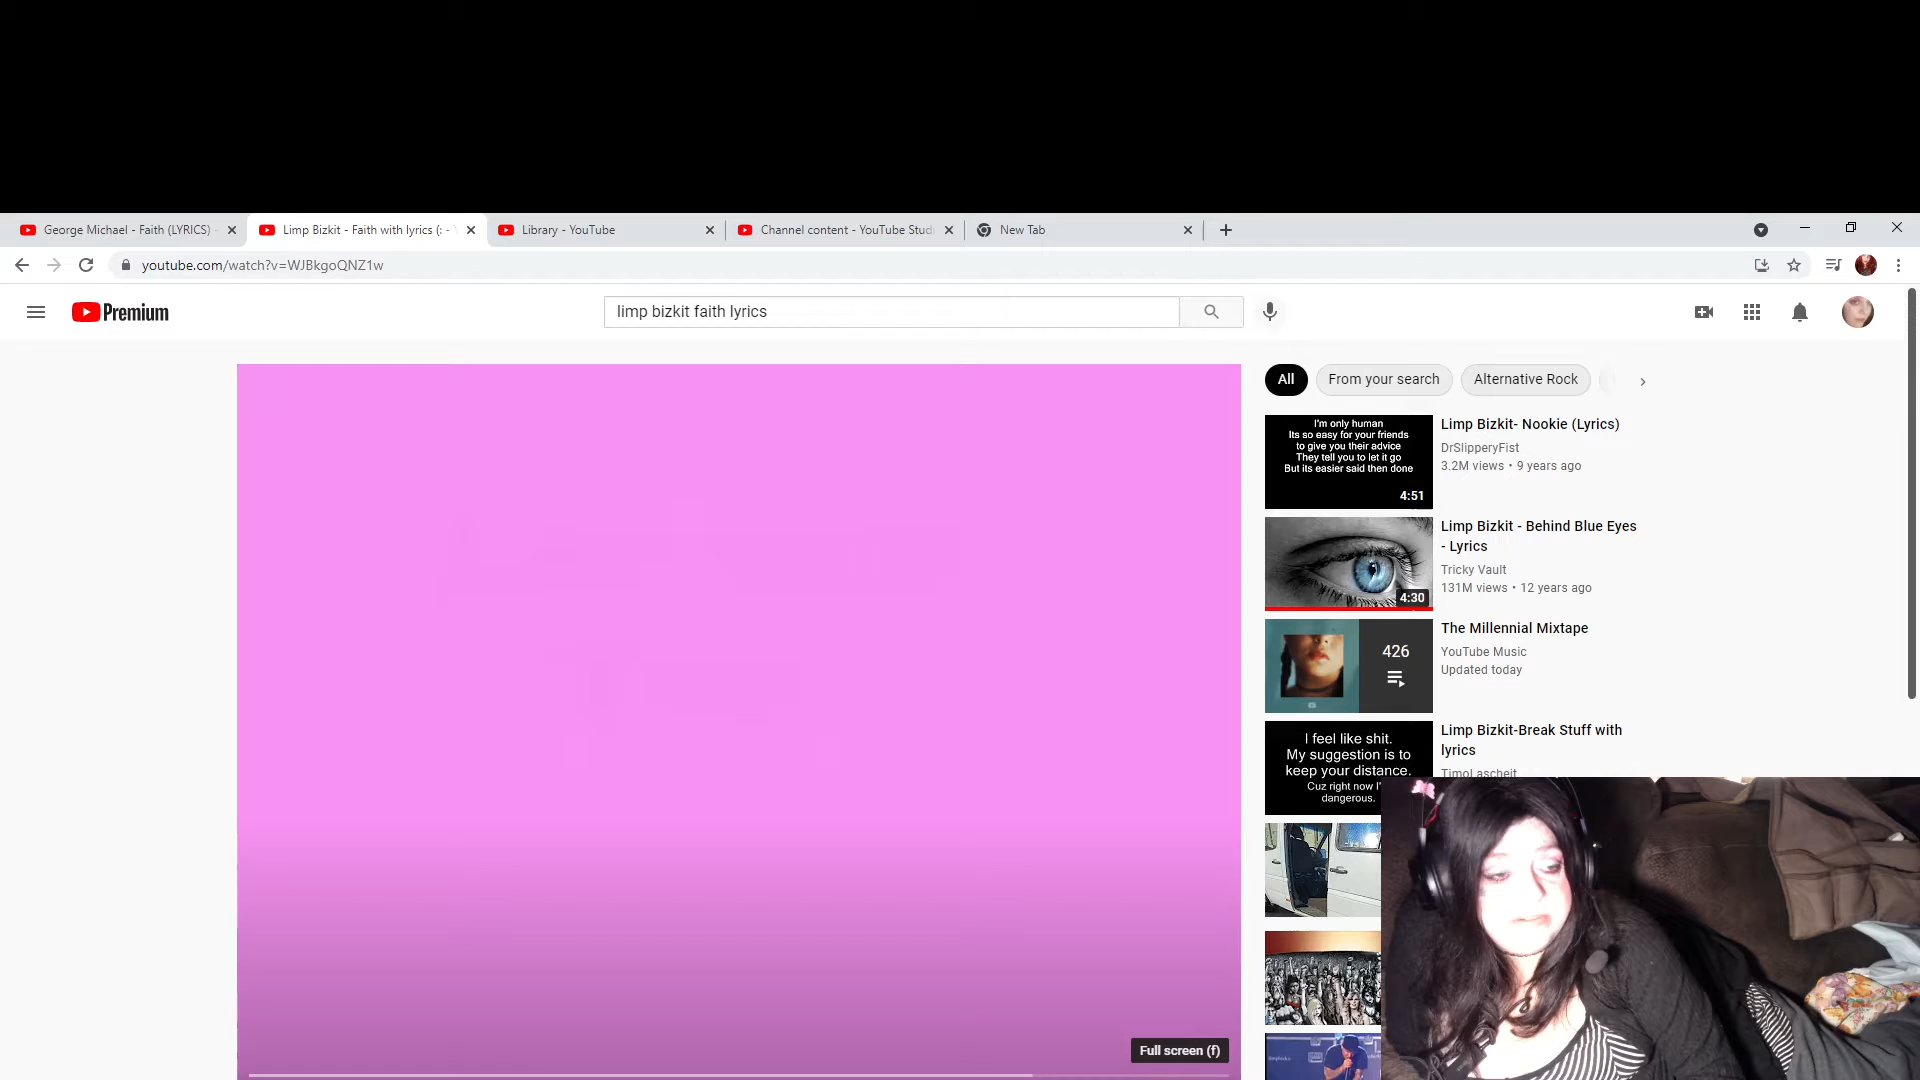 George Michael - Faith (LYRICS) -
Limp Bizkit - Faith with lyrics (: -
Library - YouTube
Channel content - YouTube Stud
New Tab
youtube.com/watch?v=WJBkgoQNZ1w
Premium
limp bizkit faith lyrics
All
From your search
Alternative Rock
I'm only human
Its so easy for your friends
to give you their advice
They tell you to let it go
But its easier said then done
4:51
Limp Bizkit- Nookie (Lyrics)
DrSlipperyFist
3.2M views • 9 years ago
4:30
Limp Bizkit - Behind Blue Eyes
- Lyrics
Tricky Vault
131M views • 12 years ago
426
The Millennial Mixtape
YouTube Music
Updated today
I feel like shit.
My suggestion is to
keep your distance.
Cuz right now I'
dangerous.
Limp Bizkit-Break Stuff with
lyrics
TimoLascheit
Full screen (f)